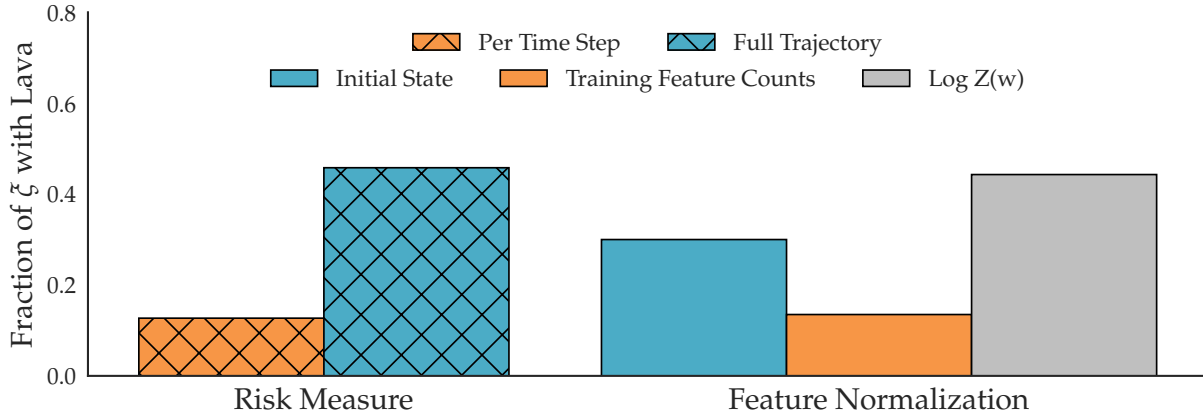 Fraction of ξ with Lava
0.8
0.6
0.4
0.2
0.0
Per Time Step
Full Trajectory
Initial State
Training Feature Counts
Log Z(w)
Risk Measure
Feature Normalization